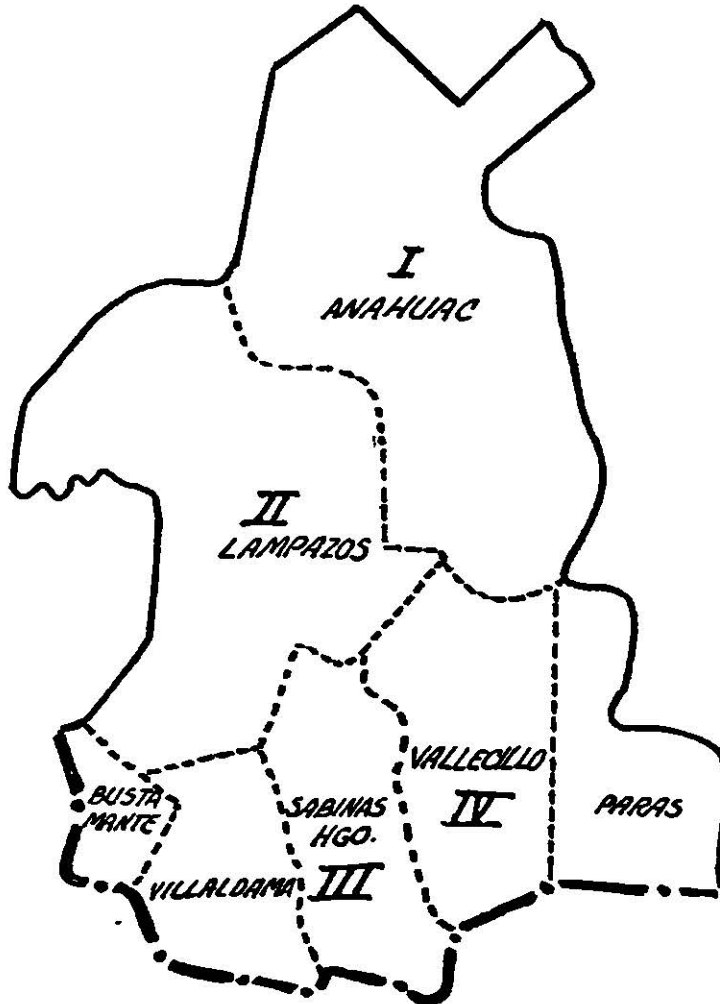 I
ANAHUAC
II
LAMPAZOS
VALLECILLO
IV
BUSTA
MANTE
SABINAS
HGO.
III
PARAS
VILLALDAMA